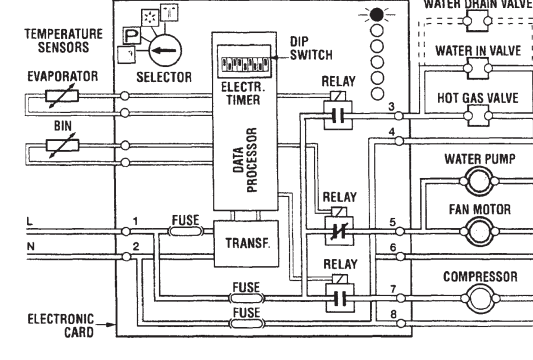 WATER DRAIN VALVE
TEMPERATURE
SENSORS
P
DIP
SWITCH
WATER IN VALVE
EVAPORATOR
SELECTOR
ELECTR.
TIMER
RELAY
HOT GAS VALVE
3
BIN
4
DATA
PROCESSOR
WATER PUMP
RELAY
L
1
FUSE
5
FAN MOTOR
N
2
TRANSF.
6
RELAY
COMPRESSOR
FUSE
7
FUSE
8
ELECTRONIC
CARD